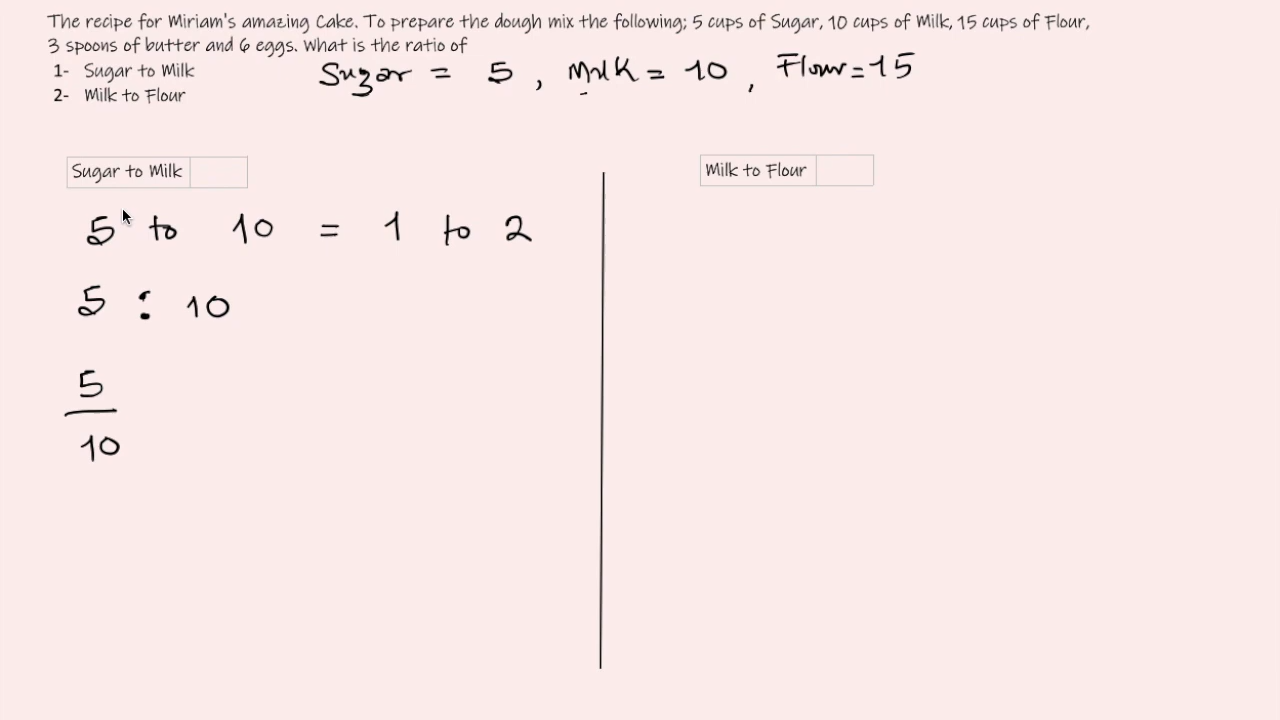 The recipe for Miriam's amazing Cake. To prepare the dough mix the following; 5 cups of Sugar, 10 cups of Milk, 15 cups of Flour,
3 spoons of butter and 6 eggs. What is the ratio of
1- Sugar to Milk
2- Milk to Flour
Sugar = 5 , Milk = 10 , Flour = 15
Sugar to Milk
5 to 10 = 1 to 2
5 : 10
5
10
Milk to Flour